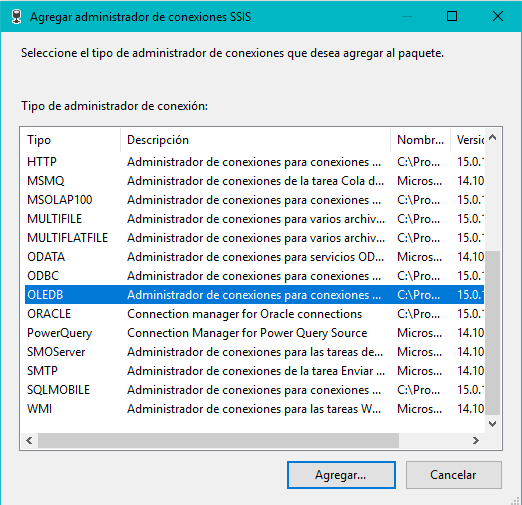 Agregar administrador de conexiones SSIS
Seleccione el tipo de administrador de conexiones que desea agregar al paquete.
Tipo de administrador de conexión:
Tipo Descripción Nombr... Versio
HTTP Administrador de conexiones para conexiones ... C:\Pro... 15.0.1
MSMQ Administrador de conexiones de la tarea Cola d... Micros... 14.10
MSOLAP100 Administrador de conexiones para conexiones ... C:\Pro... 15.0.1
MULTIFILE Administrador de conexiones para varios archiv... C:\Pro... 15.0.1
MULTIFLATFILE Administrador de conexiones para varios archiv... C:\Pro... 15.0.1
ODATA Administrador de conexiones para servicios OD... Micros... 14.10
ODBC Administrador de conexiones para conexiones ... C:\Pro... 15.0.1
OLEDB Administrador de conexiones para conexiones ... C:\Pro... 15.0.1
ORACLE Connection manager for Oracle connections C:\Pro... 15.0.1
PowerQuery Connection Manager for Power Query Source Micros... 14.10
SMOServer Administrador de conexiones para las tareas de... Micros... 14.10
SMTP Administrador de conexiones de la tarea Enviar ... Micros... 14.10
SQLMOBILE Administrador de conexiones para conexiones ... C:\Pro... 15.0.1
WMI Administrador de conexiones para las tareas W... Micros... 14.10
Agregar... Cancelar